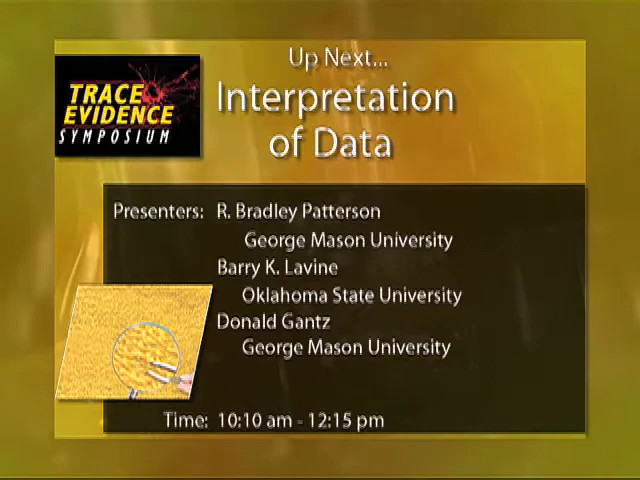 Up Next...
Interpretation
of Data
TRACE
EVIDENCE
SYMPOSIUM
Presenters: R. Bradley Patterson
George Mason University
Barry K. Lavine
Oklahoma State University
Donald Gantz
George Mason University
Time: 10:10 am - 12:15 pm